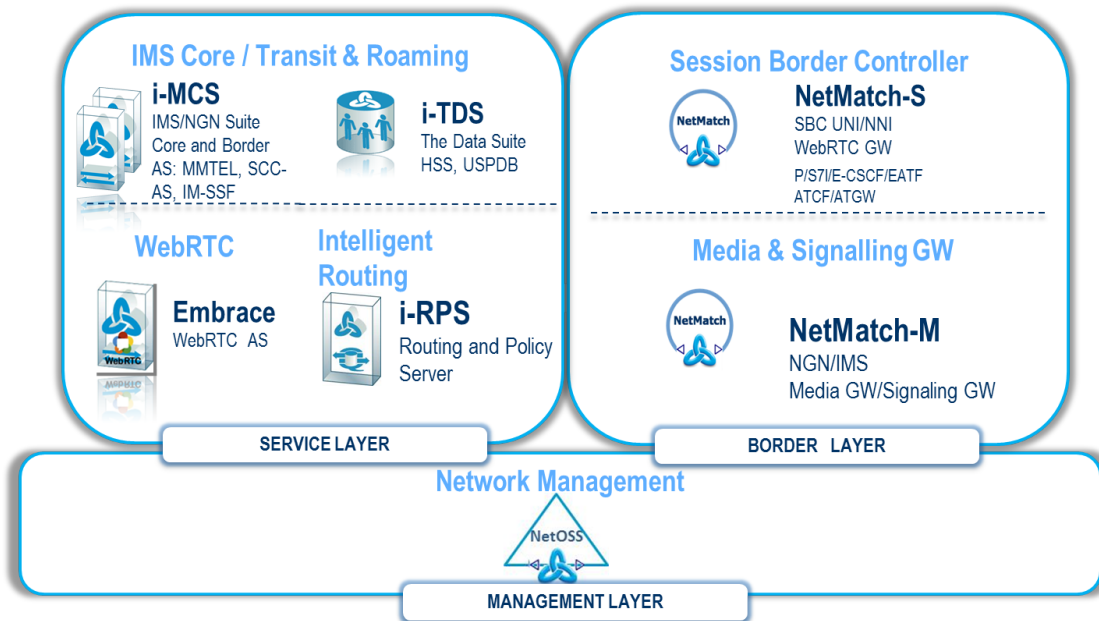 IMS Core / Transit & Roaming
i-MCS
IMS/NGN Suite
Core and Border
AS: MMTEL, SCC-
AS, IM-SSF
i-TDS
The Data Suite
HSS, USPDB
WebRTC
WebRTC
Embrace
WebRTC AS
Intelligent
Routing
i-RPS
Routing and Policy
Server
SERVICE LAYER
Session Border Controller
NetMatch
NetMatch-S
SBC UNI/NNI
WebRTC GW
P/S7I/E-CSCF/EATF
ATCF/ATGW
Media & Signalling GW
NetMatch
NetMatch-M
NGN/IMS
Media GW/Signaling GW
BORDER LAYER
Network Management
NetOSS
MANAGEMENT LAYER